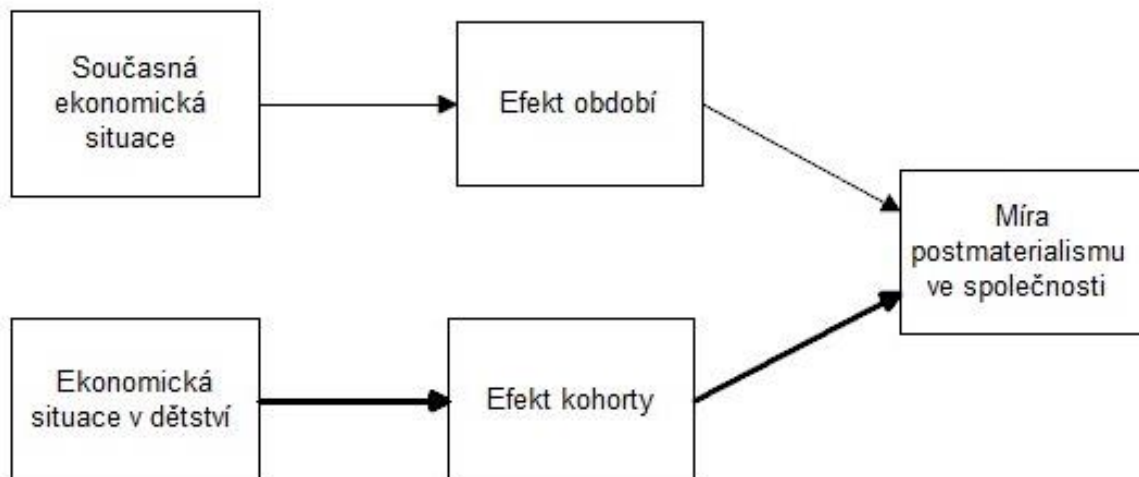 Současná
ekonomická
situace
Efekt období
Míra
postmaterialismu
ve společnosti
Ekonomická
situace v dětství
Efekt kohorty